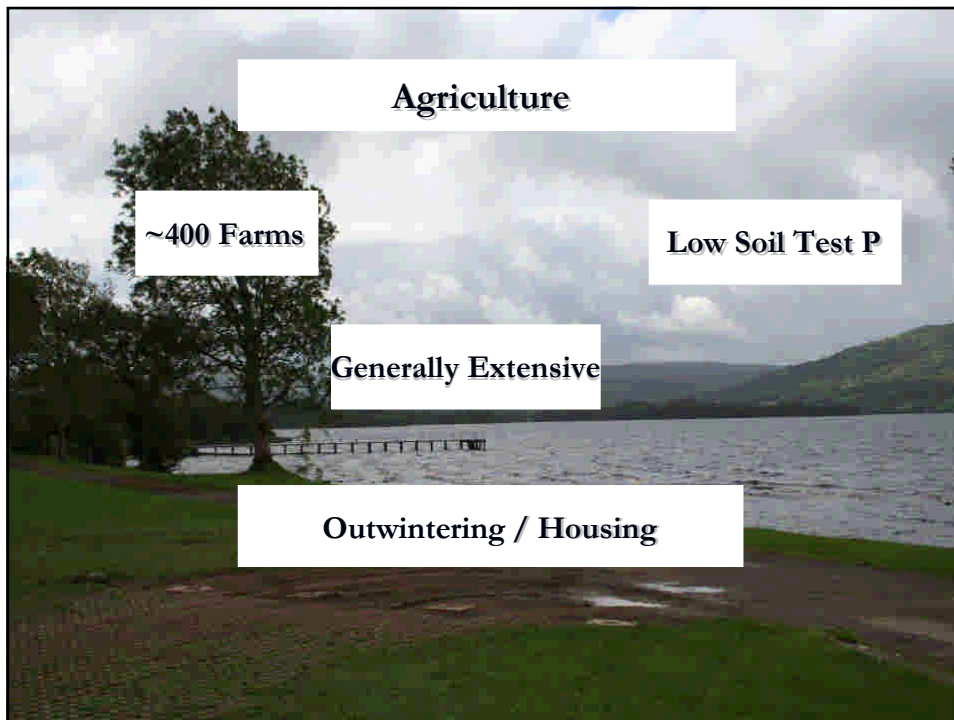 Agriculture
~400 Farms
Low Soil Test P
Generally Extensive
Outwintering / Housing